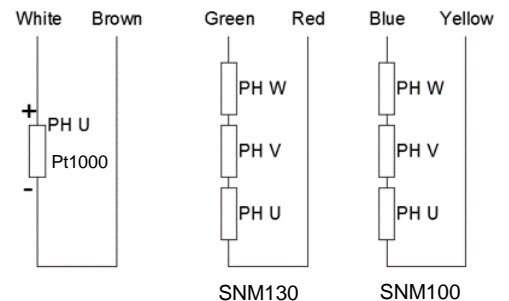 White Brown Green Red Blue Yellow
+
PH U
Pt1000
-
PH W PH W
PH V PH V
PH U PH U
SNM130 SNM100